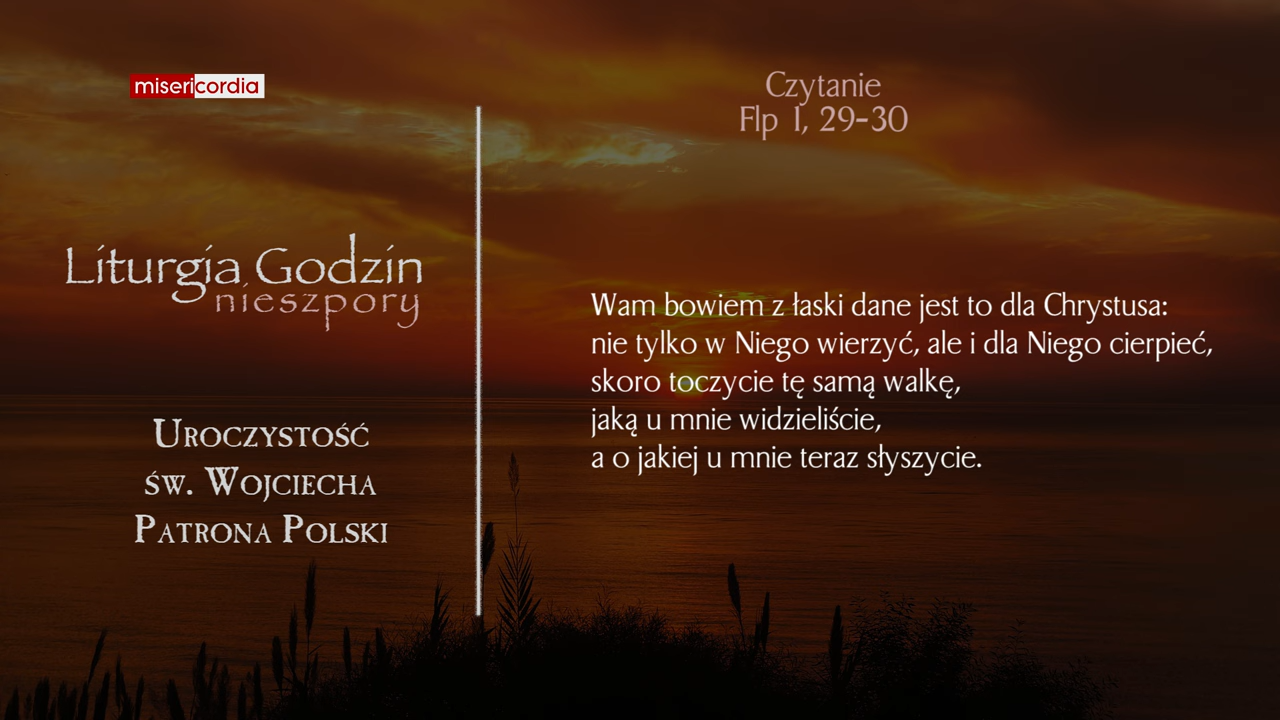 misericordia
Liturgia Godzin
nieszpory
Uroczystość
św. Wojciecha
Patrona Polski
Czytanie
Flp 1, 29-30
Wam bowiem z łaski dane jest to dla Chrystusa:
nie tylko w Niego wierzyć, ale i dla Niego cierpieć,
skoro toczycie tę samą walkę,
jaką u mnie widzieliście,
a o jakiej u mnie teraz słyszycie.